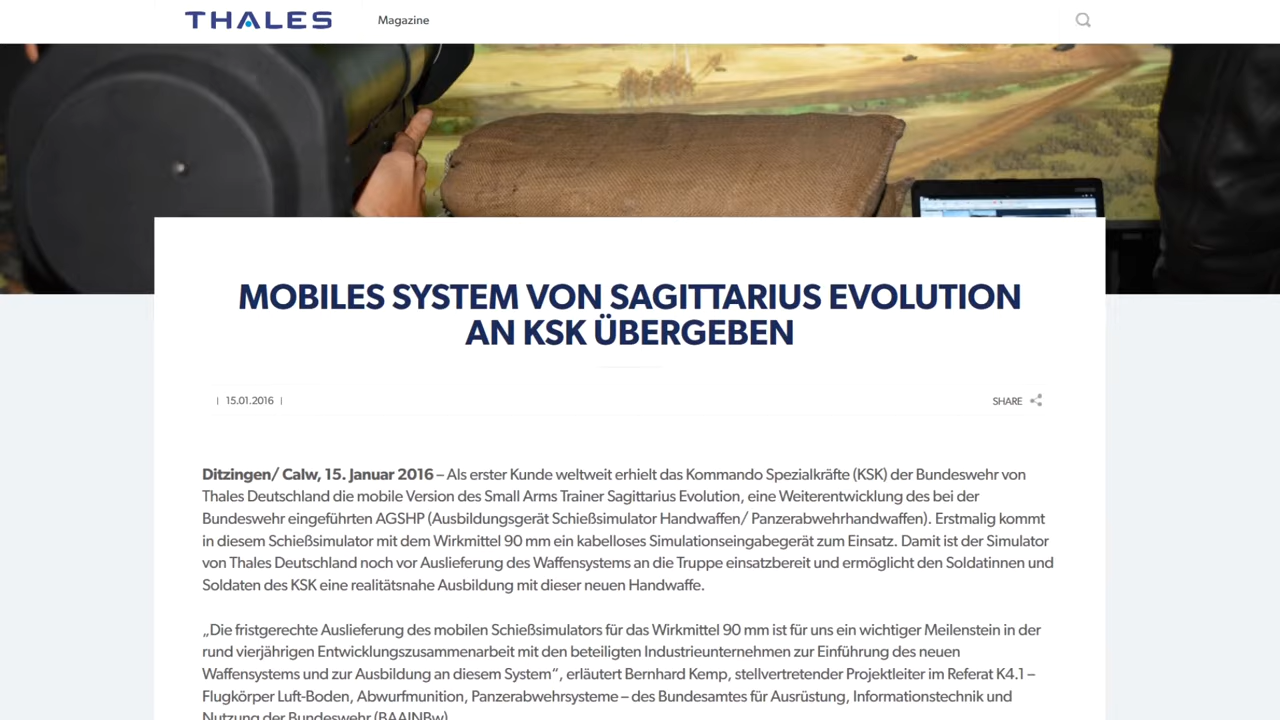 THALES
Magazine
MOBILES SYSTEM VON SAGITTARIUS EVOLUTION
AN KSK ÜBERGEBEN
| 15.01.2016 |
SHARE
Ditzingen/ Calw, 15. Januar 2016 – Als erster Kunde weltweit erhielt das Kommando Spezialkräfte (KSK) der Bundeswehr von
Thales Deutschland die mobile Version des Small Arms Trainer Sagittarius Evolution, eine Weiterentwicklung des bei der
Bundeswehr eingeführten AGSHP (Ausbildungsgerät Schießsimulator Handwaffen/ Panzerabwehrhandwaffen). Erstmalig kommt
in diesem Schießsimulator mit dem Wirkmittel 90 mm ein kabelloses Simulationseingabegerät zum Einsatz. Damit ist der Simulator
von Thales Deutschland noch vor Auslieferung des Waffensystems an die Truppe einsatzbereit und ermöglicht den Soldatinnen und
Soldaten des KSK eine realitätsnahe Ausbildung mit dieser neuen Handwaffe.
„Die fristgerechte Auslieferung des mobilen Schießsimulators für das Wirkmittel 90 mm ist für uns ein wichtiger Meilenstein in der
rund vierjährigen Entwicklungszusammenarbeit mit den beteiligten Industrieunternehmen zur Einführung des neuen
Waffensystems und zur Ausbildung an diesem System“, erläutert Bernhard Kemp, stellvertretender Projektleiter im Referat K4.1 –
Flugkörper Luft-Boden, Abwurfmunition, Panzerabwehrsysteme – des Bundesamtes für Ausrüstung, Informationstechnik und
Nutzung der Bundeswehr (BAAINBw)